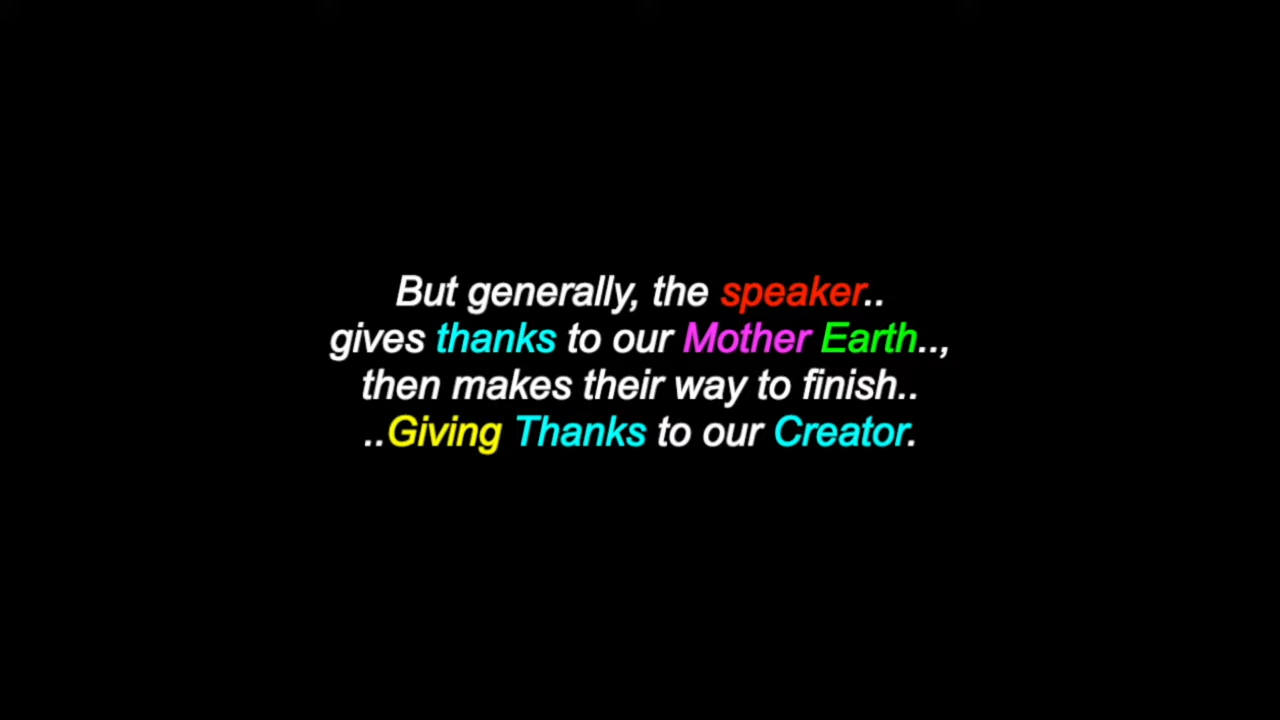 But generally, the speaker..
gives thanks to our Mother Earth..,
then makes their way to finish..
..Giving Thanks to our Creator.